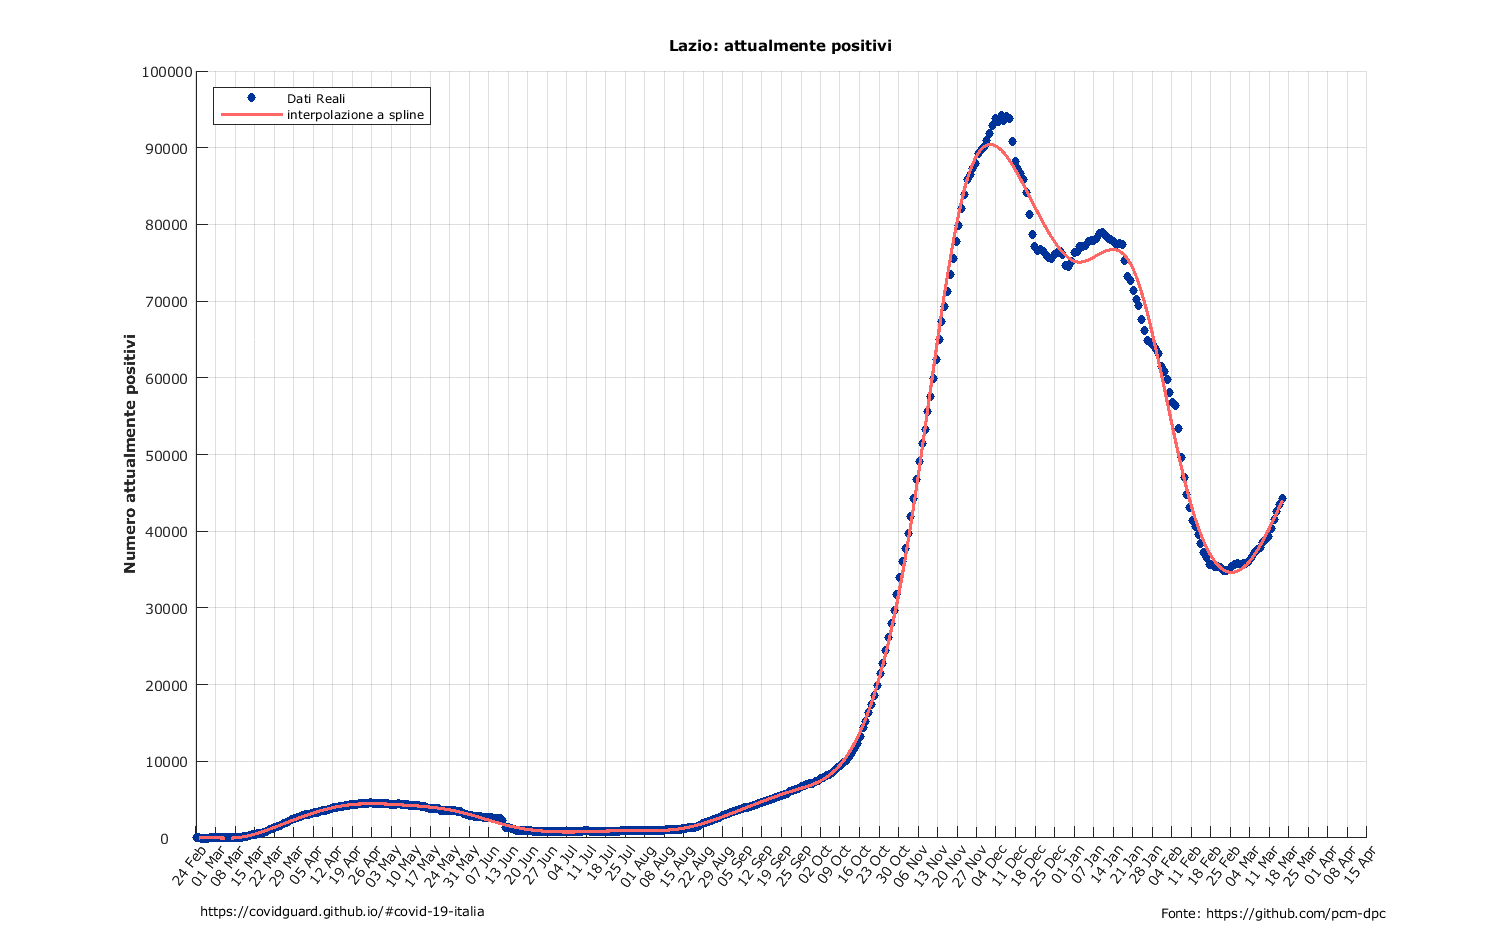 Lazio: attualmente positivi
100000
90000
80000
70000
60000
50000
40000
30000
20000
10000
0
Dati Reali
interpolazione a spline
Numero attualmente positivi
24 Feb
01 Mar
08 Mar
15 Mar
22 Mar
29 Mar
05 Apr
12 Apr
19 Apr
26 Apr
03 May
10 May
17 May
24 May
31 May
07 Jun
13 Jun
20 Jun
27 Jun
04 Jul
11 Jul
18 Jul
25 Jul
01 Aug
08 Aug
15 Aug
22 Aug
29 Aug
05 Sep
12 Sep
19 Sep
25 Sep
02 Oct
09 Oct
16 Oct
23 Oct
30 Oct
06 Nov
13 Nov
20 Nov
27 Nov
04 Dec
11 Dec
18 Dec
25 Dec
01 Jan
07 Jan
14 Jan
21 Jan
28 Jan
04 Feb
11 Feb
18 Feb
25 Feb
04 Mar
11 Mar
18 Mar
25 Mar
01 Apr
08 Apr
15 Apr
https://covidguard.github.io/#covid-19-italia
Fonte: https://github.com/pcm-dpc